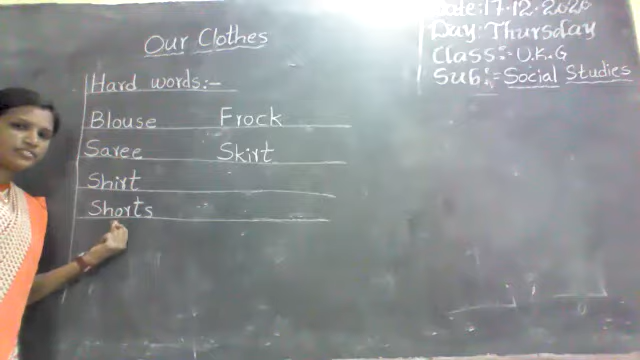 Date:17.12.2020
Day: Thursday
Class:-U.K.G
Sub:-Social Studies
Our Clothes
Hard words:-
Blouse Frock
Saree Skirt
Shirt
Shorts